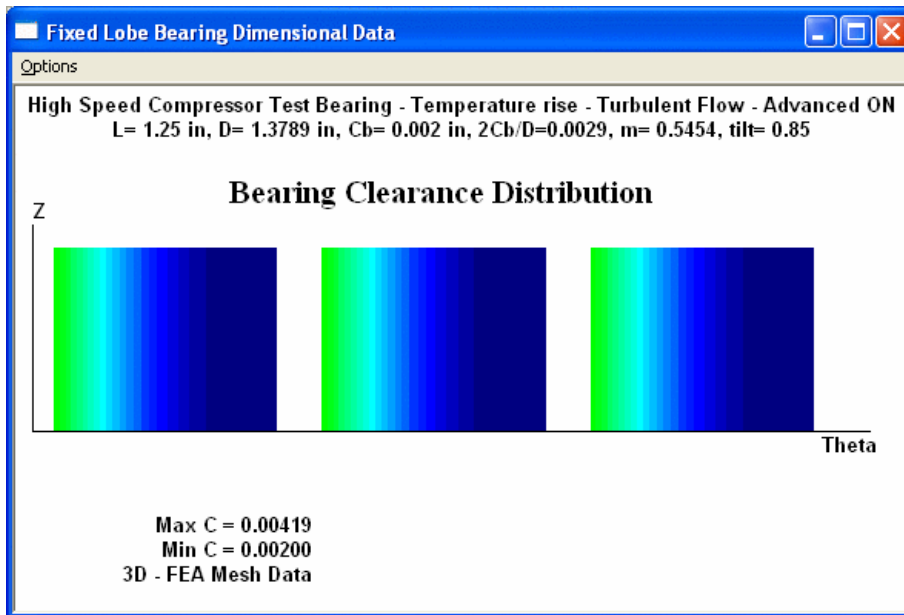 Fixed Lobe Bearing Dimensional Data
Options
High Speed Compressor Test Bearing - Temperature rise - Turbulent Flow - Advanced ON
L= 1.25 in, D= 1.3789 in, Cb= 0.002 in, 2Cb/D=0.0029, m= 0.5454, tilt= 0.85
Bearing Clearance Distribution
Z
Theta
Max C = 0.00419
Min C = 0.00200
3D - FEA Mesh Data